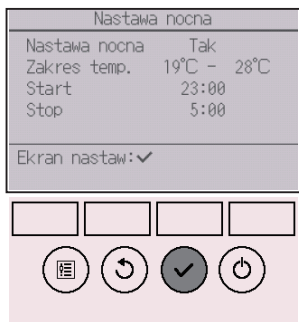 Nastawa nocna
Nastawa nocna Tak
Zakres temp. 19°C - 28°C
Start 23:00
Stop 5:00
Ekran nastaw:✓